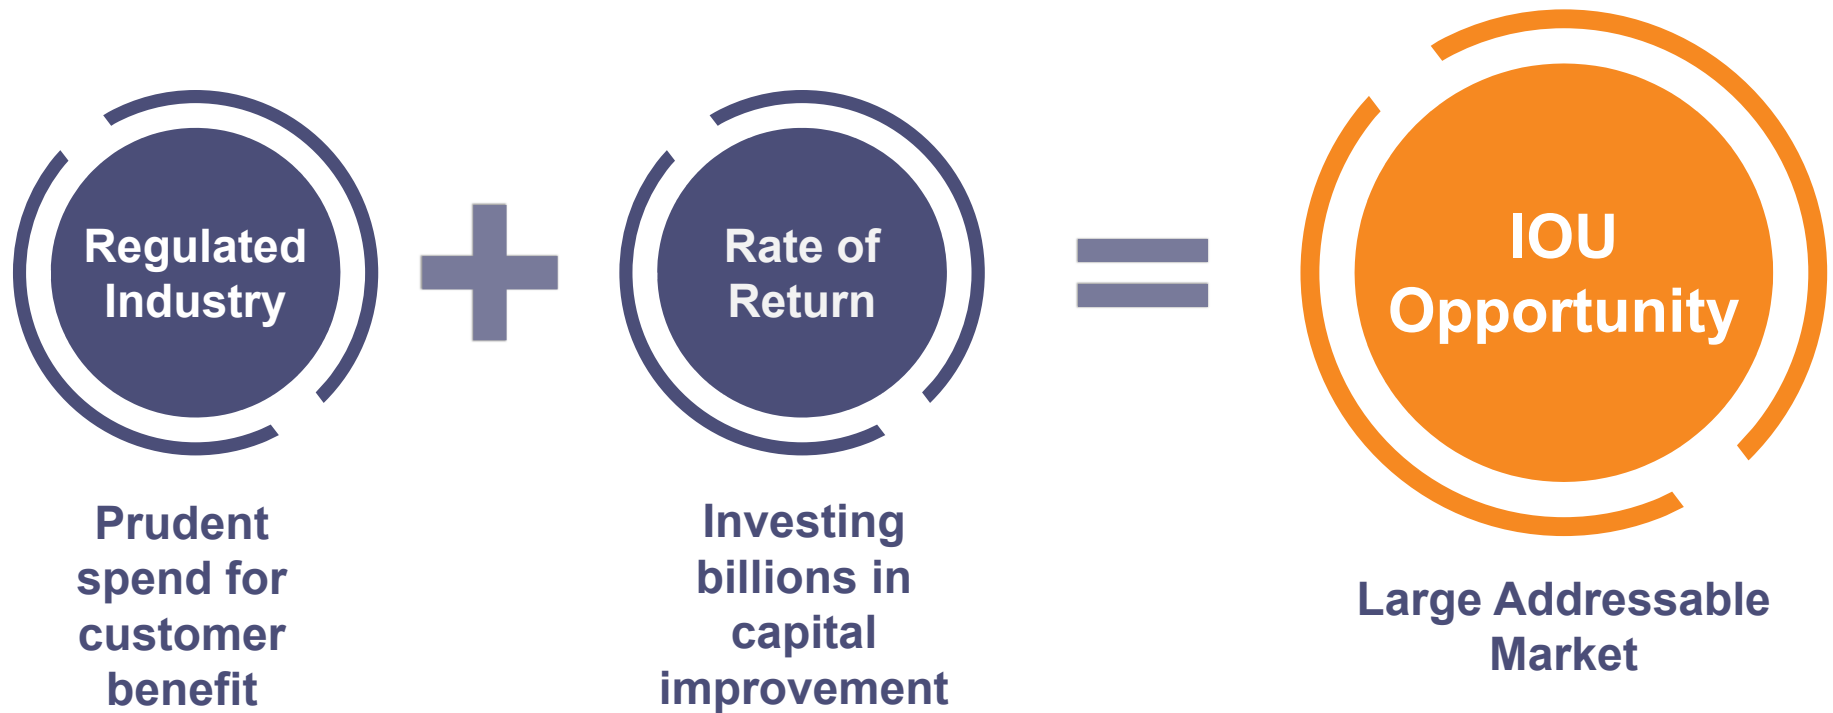 Regulated
Industry
Rate of
Return
IOU
Opportunity
Prudent
spend for
customer
benefit
Investing
billions in
capital
improvement
Large Addressable
Market